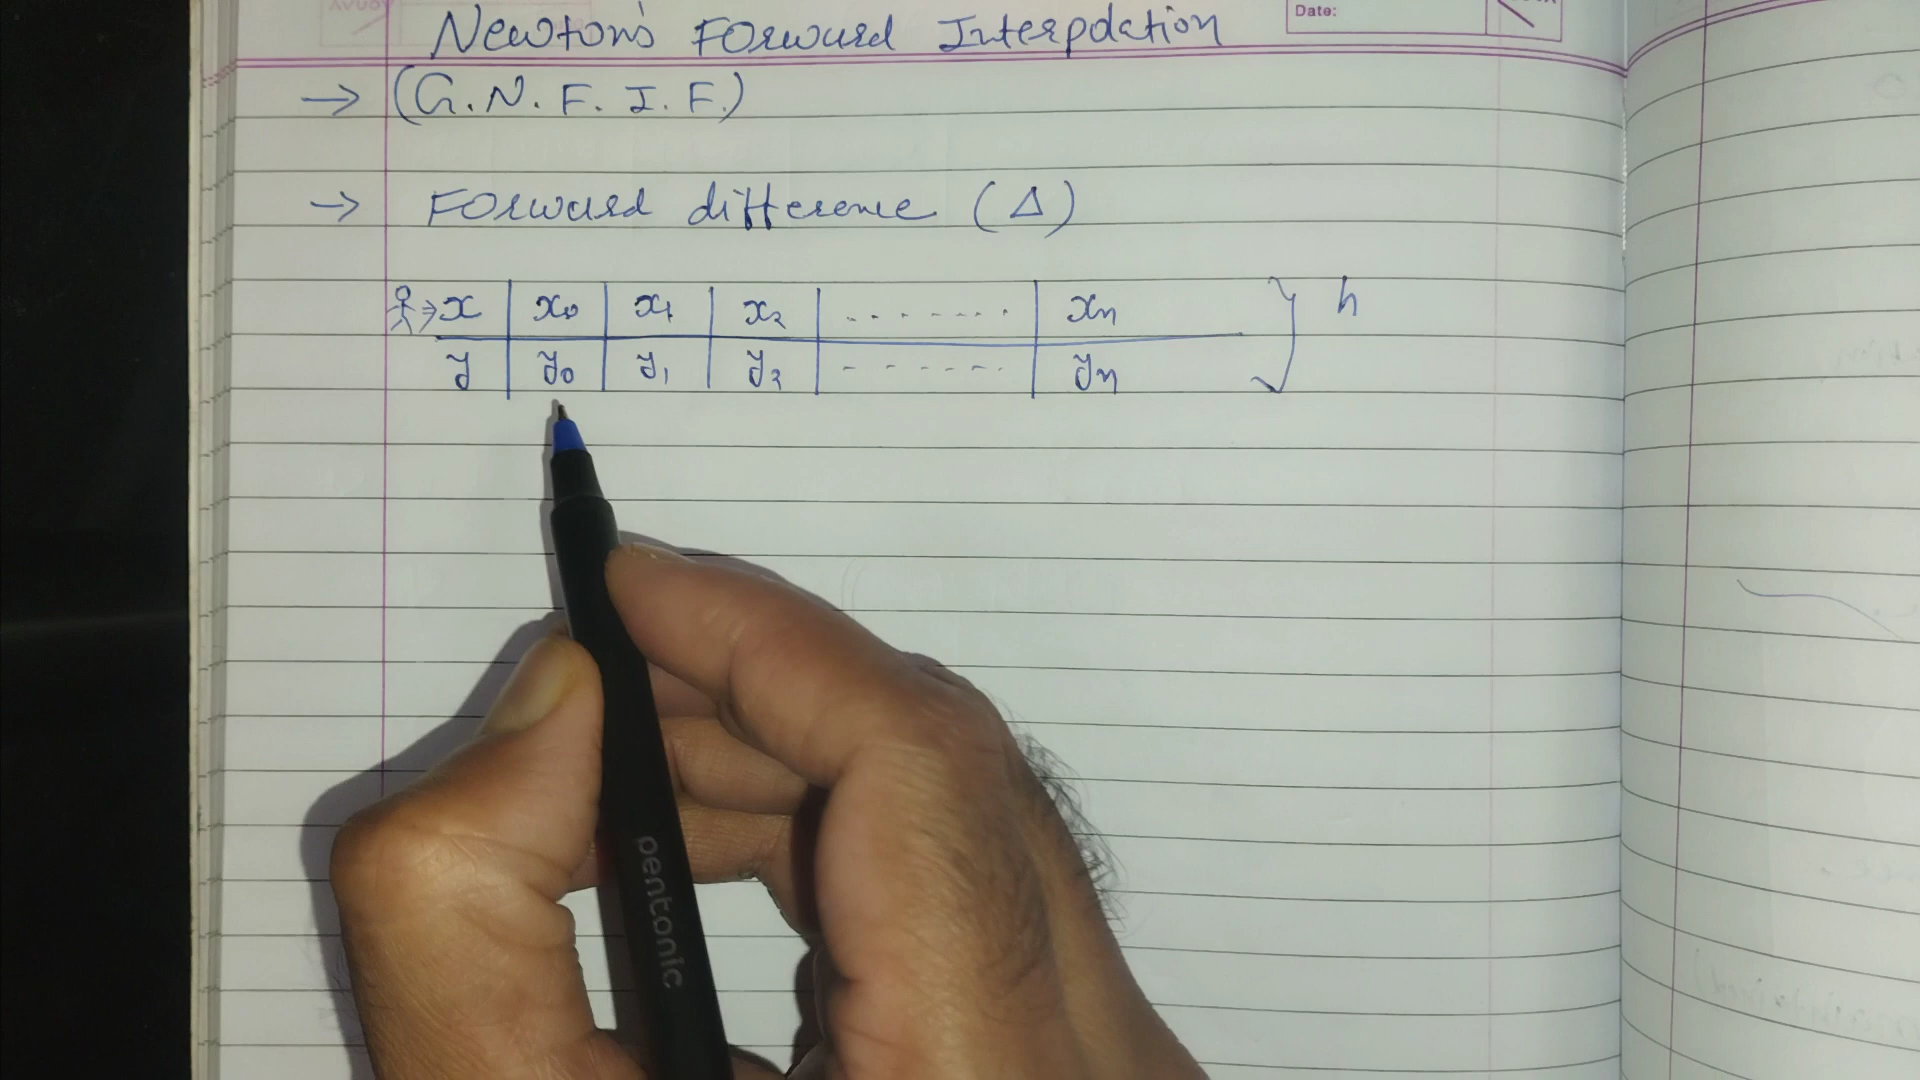 Date:
Newton's Forward Interpolation
→ (G.N.F.I.F.)
→ Forward difference (Δ)
x x₀ x₁ x₂ ....... xₙ h
y y₀ y₁ y₂ ...... yₙ
pentonic